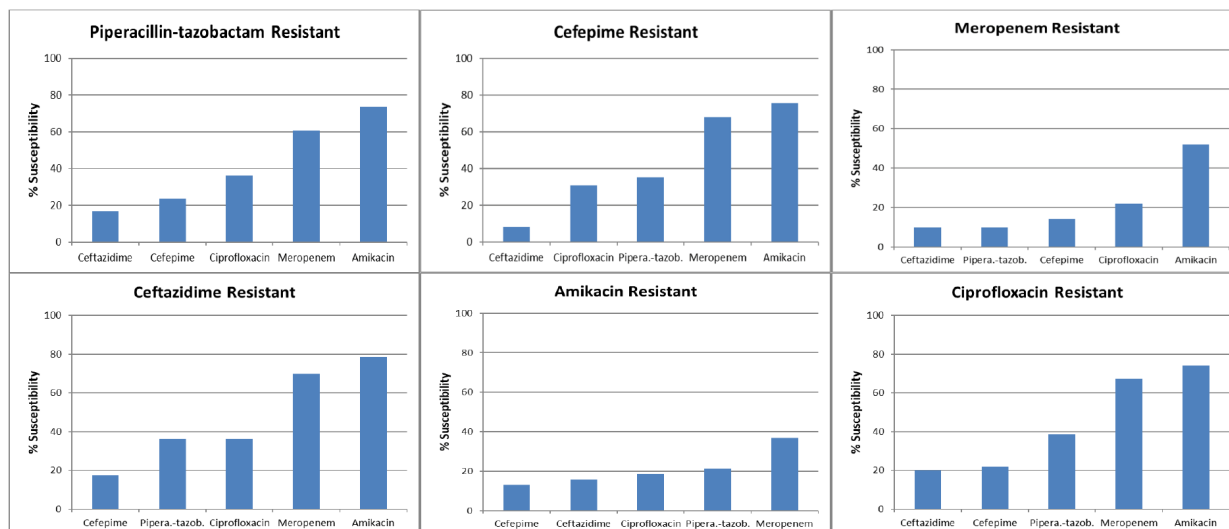 Piperacillin-tazobactam Resistant
% Susceptibility
100
80
60
40
20
0
Ceftazidime Cefepime Ciprofloxacin Meropenem Amikacin
Cefepime Resistant
% Susceptibility
100
80
60
40
20
0
Ceftazidime Ciprofloxacin Pipera.-tazob. Meropenem Amikacin
Meropenem Resistant
% Susceptibility
100
80
60
40
20
0
Ceftazidime Pipera.-tazob. Cefepime Ciprofloxacin Amikacin
Ceftazidime Resistant
% Susceptibility
100
80
60
40
20
0
Cefepime Pipera.-tazob. Ciprofloxacin Meropenem Amikacin
Amikacin Resistant
% Susceptibility
100
80
60
40
20
0
Cefepime Ceftazidime Ciprofloxacin Pipera.-tazob. Meropenem
Ciprofloxacin Resistant
% Susceptibility
100
80
60
40
20
0
Ceftazidime Cefepime Pipera.-tazob. Meropenem Amikacin